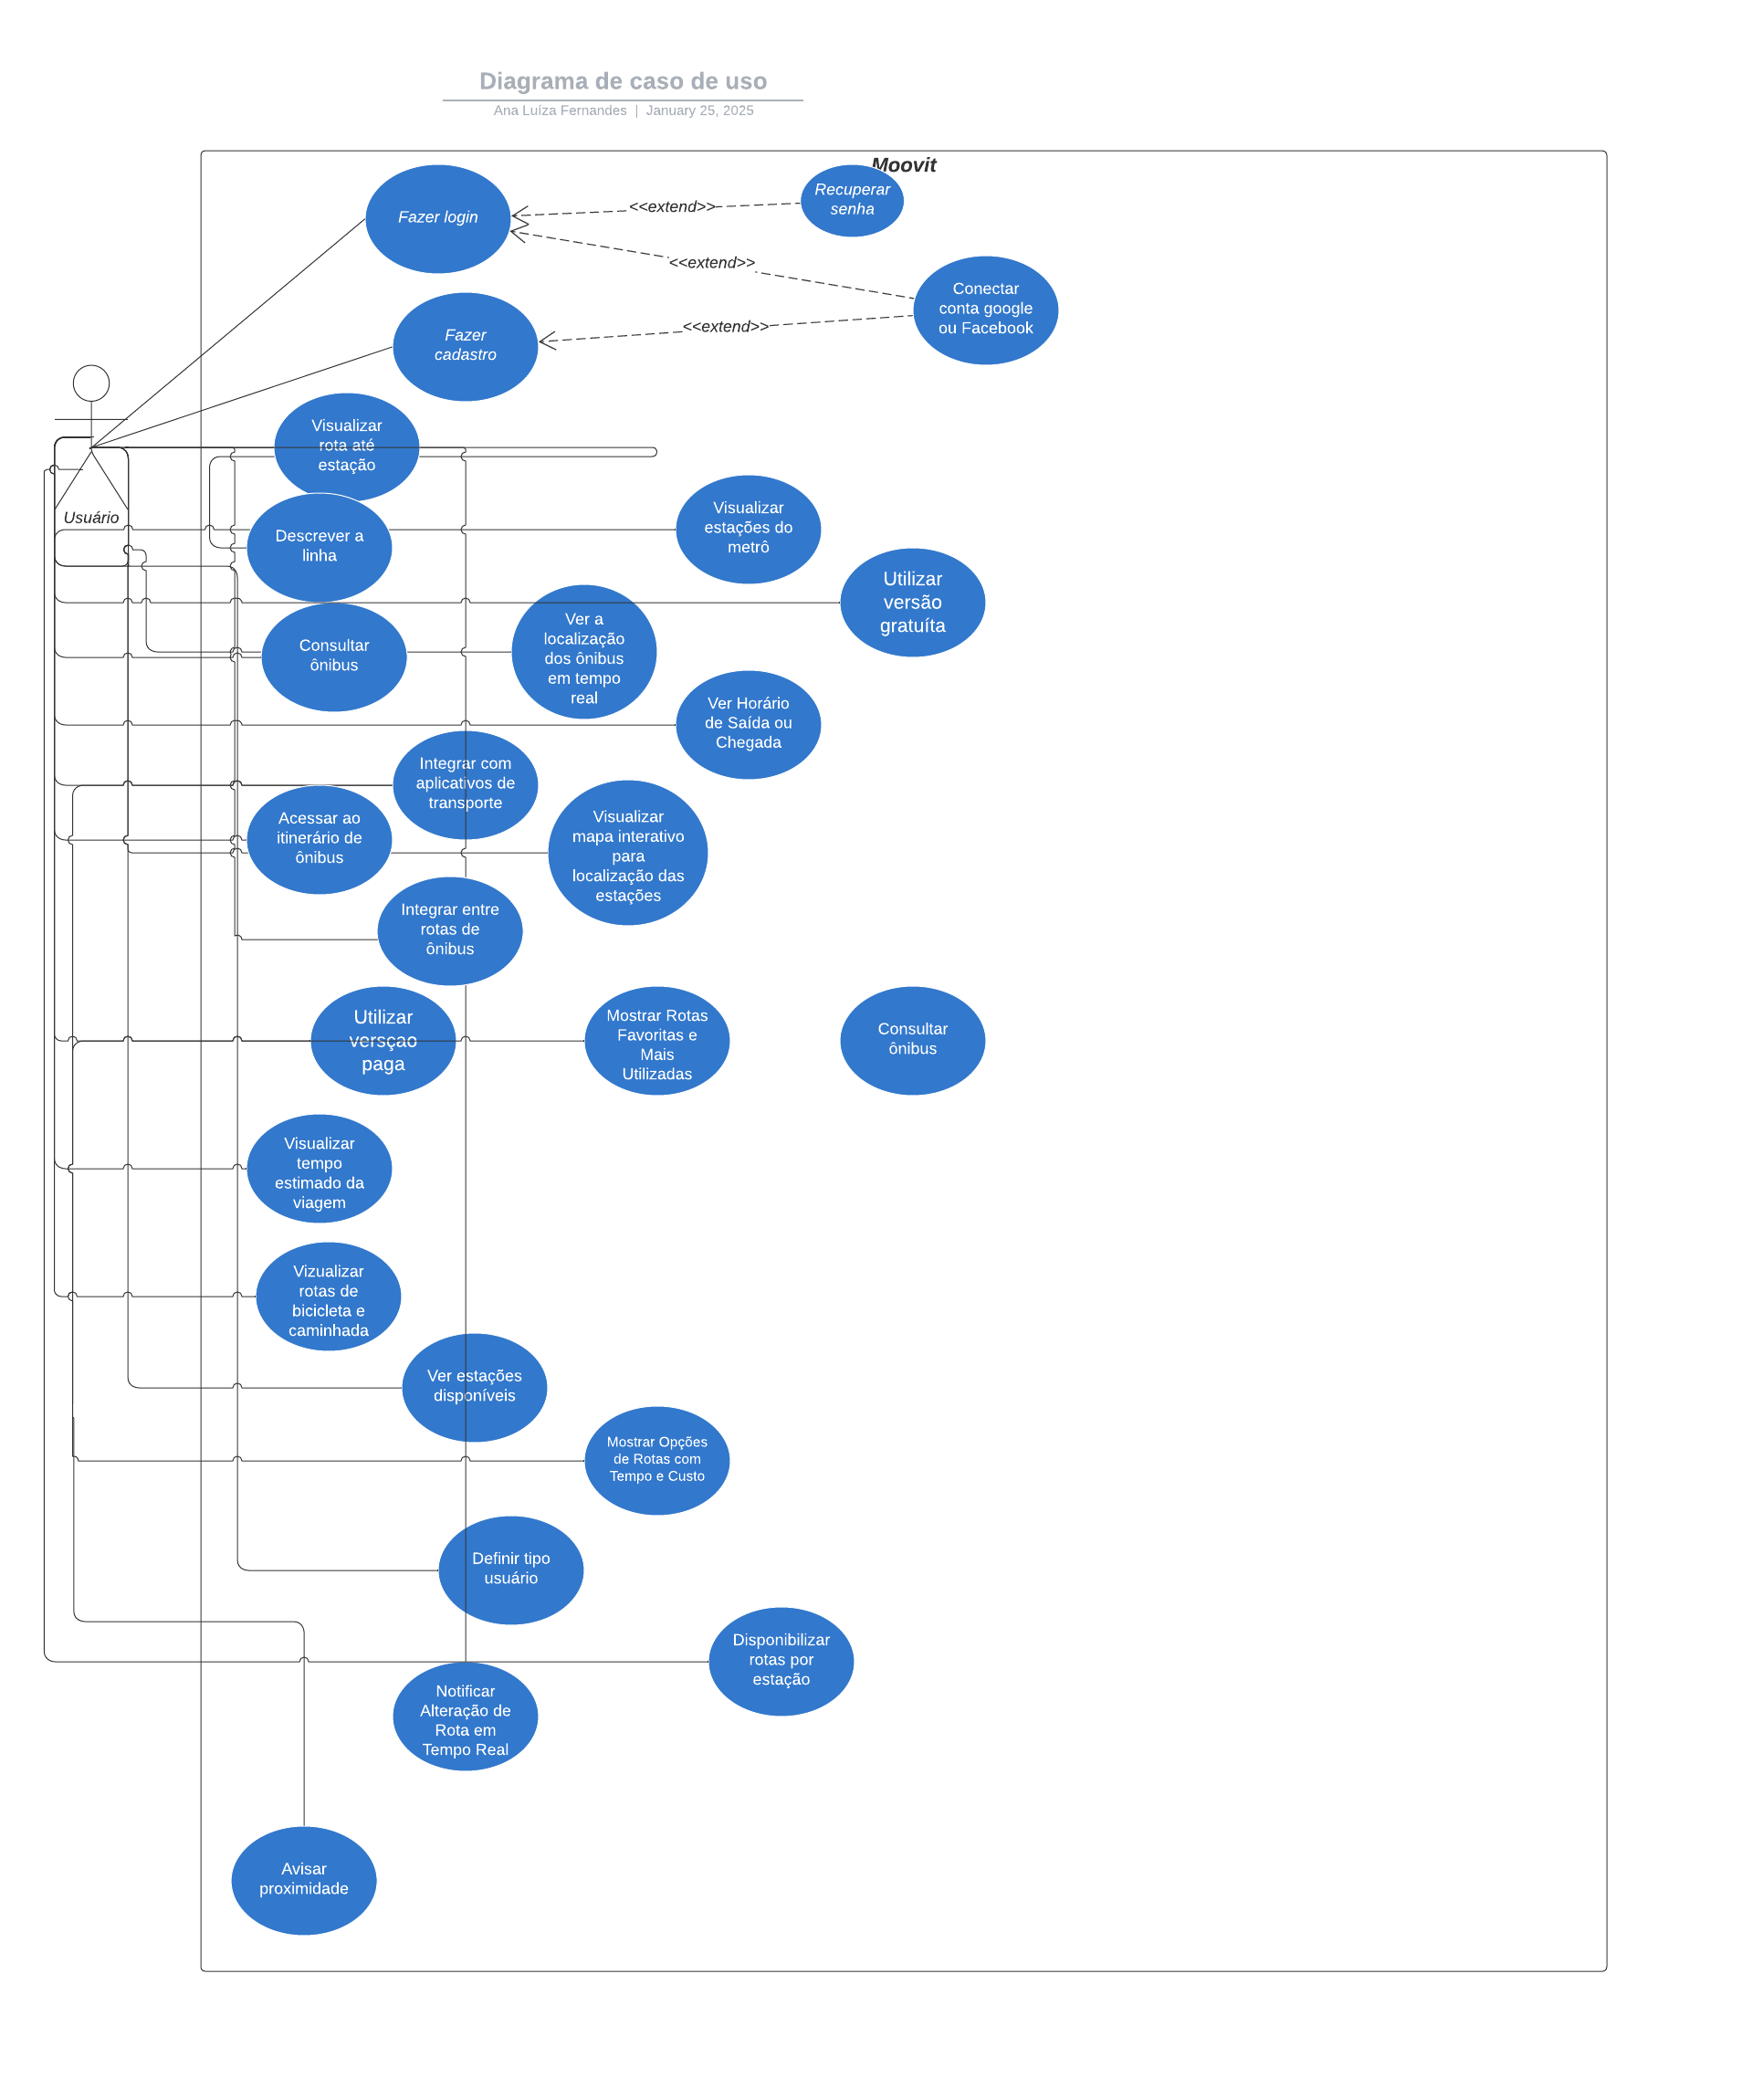 Diagrama de caso de uso
Ana Luíza Fernandes | January 25, 2025
Moovit
Fazer login
<<extend>>
Recuperar
senha
<<extend>>
Conectar
conta google
ou Facebook
<<extend>>
Fazer
cadastro
Visualizar
rota até
estação
Usuário
Descrever a
linha
Visualizar
estações do
metrô
Utilizar
versão
gratuíta
Consultar
ônibus
Ver a
localização
dos ônibus
em tempo
real
Ver Horário
de Saída ou
Chegada
Integrar com
aplicativos de
transporte
Acessar ao
itinerário de
ônibus
Visualizar
mapa interativo
para
localização das
estações
Integrar entre
rotas de
ônibus
Utilizar
versçao
paga
Mostrar Rotas
Favoritas e
Mais
Utilizadas
Consultar
ônibus
Visualizar
tempo
estimado da
viagem
Vizualizar
rotas de
bicicleta e
caminhada
Ver estações
disponíveis
Mostrar Opções
de Rotas com
Tempo e Custo
Definir tipo
usuário
Disponibilizar
rotas por
estação
Notificar
Alteração de
Rota em
Tempo Real
Avisar
proximidade